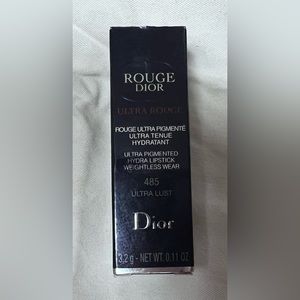 ROUGE
DIOR
ULTRA ROUGE
ROUGE ULTRA PIGMENTÉ
ULTRA TENUE
HYDRATANT
ULTRA PIGMENTED
HYDRA LIPSTICK
WEIGHTLESS WEAR
485
ULTRA LUST
Dior
3,2 g - NET WT. 0.11 OZ